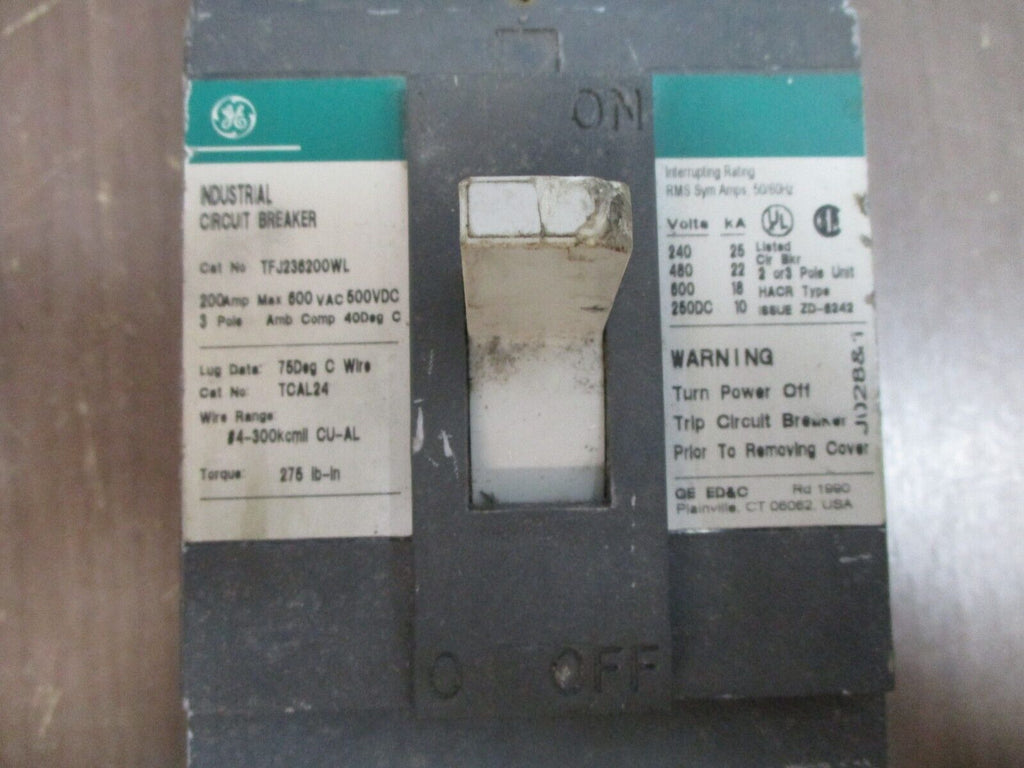 ON
GE
INDUSTRIAL
CIRCUIT BREAKER
Cat No TFJ236200WL
200Amp Max 600 VAC 500VDC
3 Pole Amb Comp 40Deg C
Lug Data: 75Deg C Wire
Cat No: TCAL24
Wire Range:
#4-300kcmil CU-AL
Torque: 275 lb-in
Interrupting Rating
RMS Sym Amps. 50/60Hz
Volts kA UL
240 25 Listed
480 22 Cir Bkr
600 18 2 or3 Pole Unit
250DC 10 HACR Type
ISSUE ZD-6242
WARNING
Turn Power Off
Trip Circuit Breaker
Prior To Removing Cover
GE ED&C Rd 1990
Plainville, CT 06062, USA
O OFF